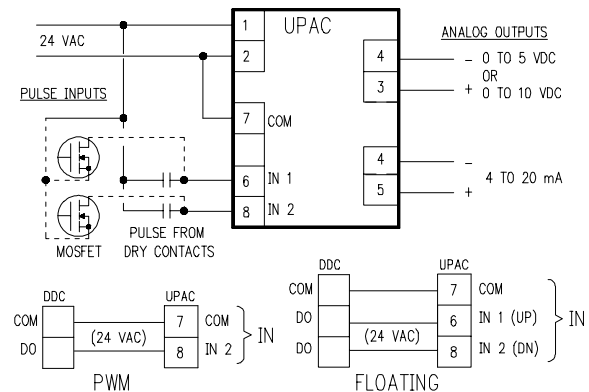 24 VAC
1
2
UPAC
ANALOG OUTPUTS
4
3
- 0 TO 5 VDC
OR
+ 0 TO 10 VDC
PULSE INPUTS
7
COM
4
5
-
4 TO 20 mA
+
6
IN 1
8
IN 2
MOSFET
PULSE FROM
DRY CONTACTS
DDC
UPAC
COM
(24 VAC)
7
COM
IN
DO
8
IN 2
PWM
DDC
UPAC
COM
7
COM
DO
6
IN 1 (UP)
IN
(24 VAC)
DO
8
IN 2 (DN)
FLOATING